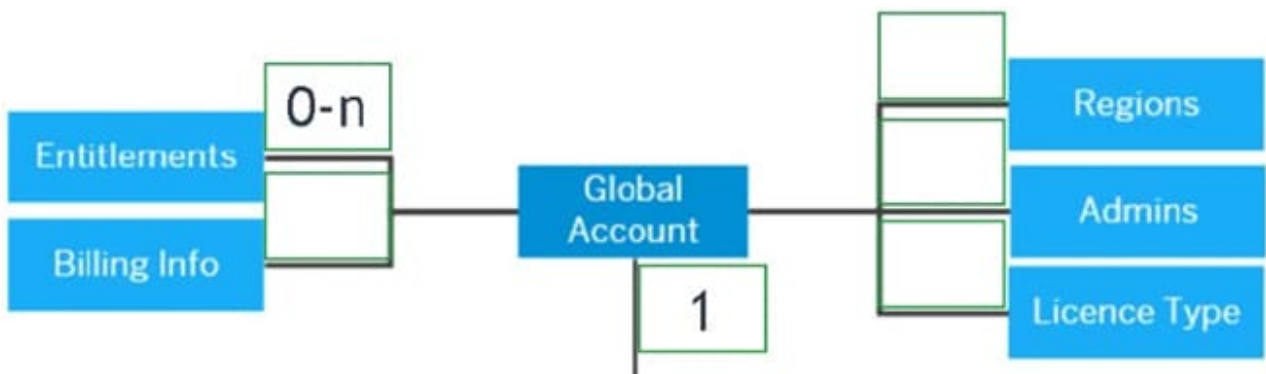 0-n
Entitlements
Billing Info
Global
Account
1
Regions
Admins
Licence Type